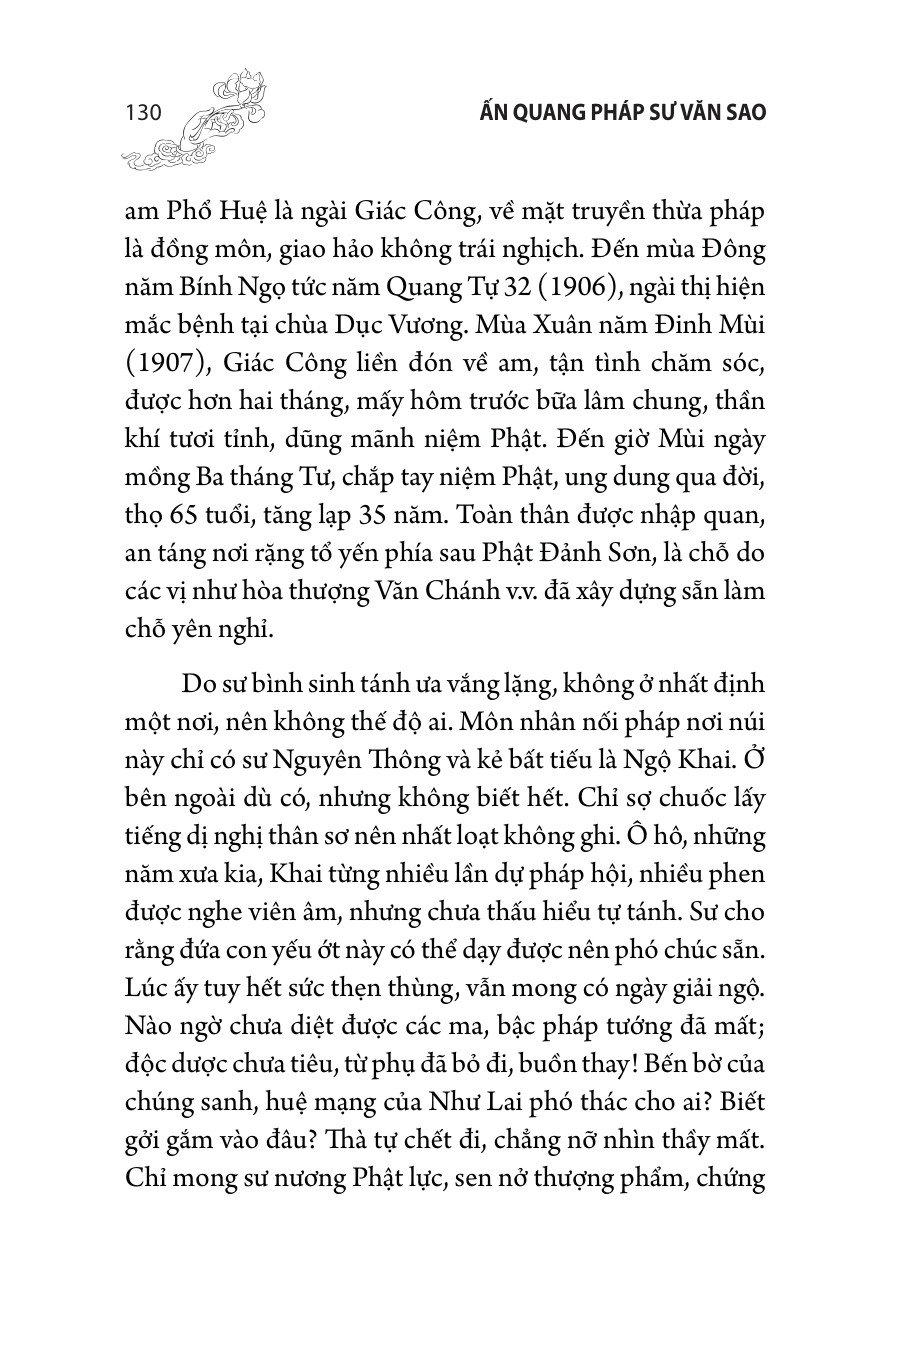 130
ẤN QUANG PHÁP SƯ VĂN SAO
am Phổ Huệ là ngài Giác Công, về mặt truyền thừa pháp
là đồng môn, giao hảo không trái nghịch. Đến mùa Đông
năm Bính Ngọ tức năm Quang Tự 32 (1906), ngài thị hiện
mắc bệnh tại chùa Dục Vương. Mùa Xuân năm Đinh Mùi
(1907), Giác Công liền đón về am, tận tình chăm sóc,
được hơn hai tháng, mấy hôm trước bữa lâm chung, thần
khí tươi tỉnh, dũng mãnh niệm Phật. Đến giờ Mùi ngày
mồng Ba tháng Tư, chắp tay niệm Phật, ung dung qua đời,
thọ 65 tuổi, tăng lạp 35 năm. Toàn thân được nhập quan,
an táng nơi rặng tổ yến phía sau Phật Đảnh Sơn, là chỗ do
các vị như hòa thượng Văn Chánh v.v. đã xây dựng sẵn làm
chỗ yên nghỉ.
Do sư bình sinh tánh ưa vắng lặng, không ở nhất định
một nơi, nên không thế độ ai. Môn nhân nối pháp nơi núi
này chỉ có sư Nguyên Thông và kẻ bất tiếu là Ngộ Khai. Ở
bên ngoài dù có, nhưng không biết hết. Chỉ sợ chuốc lấy
tiếng dị nghị thân sơ nên nhất loạt không ghi. Ô hô, những
năm xưa kia, Khai từng nhiều lần dự pháp hội, nhiều phen
được nghe viên âm, nhưng chưa thấu hiểu tự tánh. Sư cho
rằng đứa con yếu ớt này có thể dạy được nên phó chúc sẵn.
Lúc ấy tuy hết sức thẹn thùng, vẫn mong có ngày giải ngộ.
Nào ngờ chưa diệt được các ma, bậc pháp tướng đã mất;
độc dược chưa tiêu, từ phụ đã bỏ đi, buồn thay! Bến bờ của
chúng sanh, huệ mạng của Như Lai phó thác cho ai? Biết
gởi gắm vào đâu? Thà tự chết đi, chẳng nỡ nhìn thầy mất.
Chỉ mong sư nương Phật lực, sen nở thượng phẩm, chứng